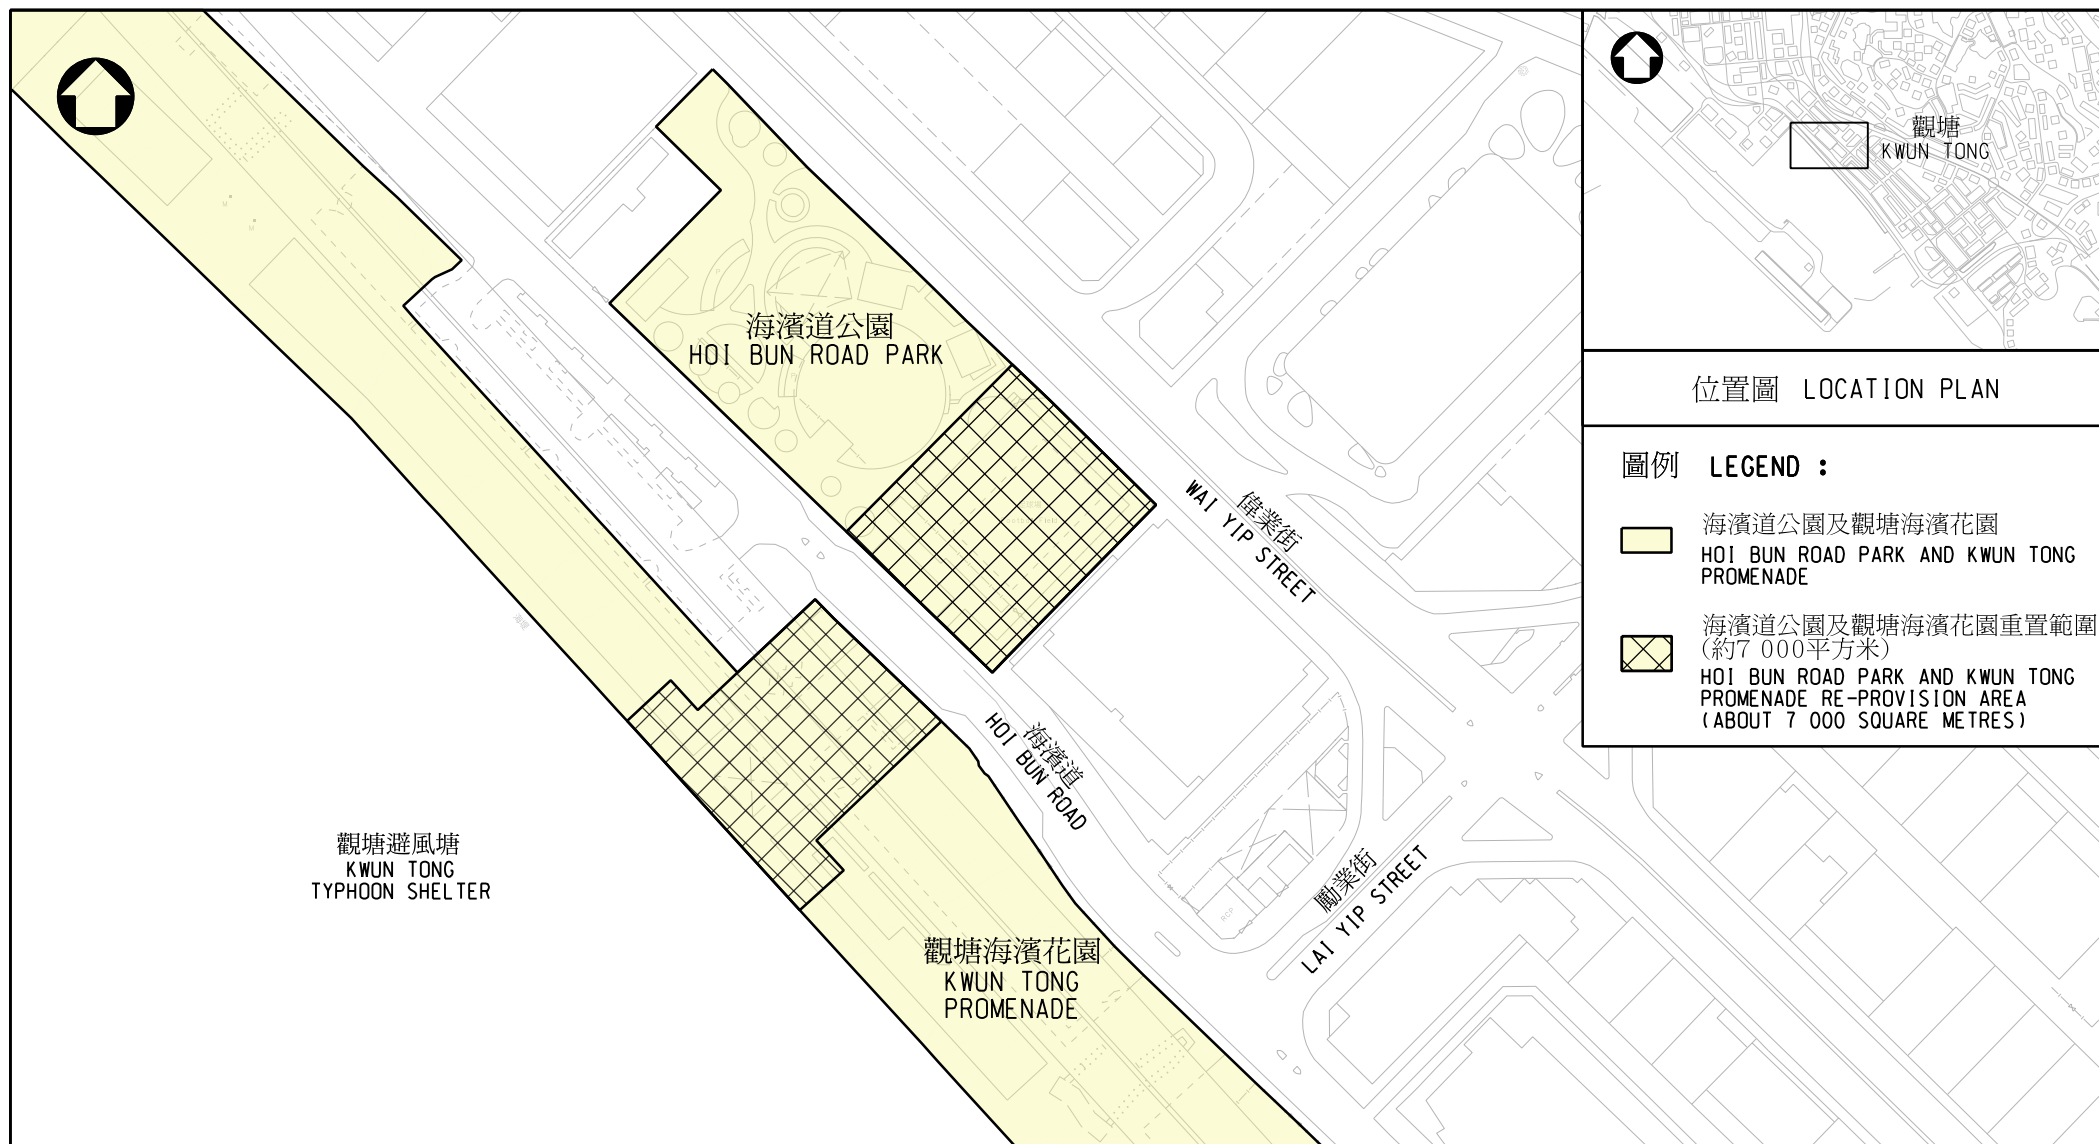 海濱道公園
HOI BUN ROAD PARK
偉業街
WAI YIP STREET
海濱道
HOI BUN ROAD
勵業街
LAI YIP STREET
RCP
觀塘避風塘
KWUN TONG
TYPHOON SHELTER
觀塘海濱花園
KWUN TONG
PROMENADE
觀塘
KWUN TONG
位置圖 LOCATION PLAN
圖例 LEGEND :
海濱道公園及觀塘海濱花園
HOI BUN ROAD PARK AND KWUN TONG
PROMENADE
海濱道公園及觀塘海濱花園重置範圍
(約7 000平方米)
HOI BUN ROAD PARK AND KWUN TONG
PROMENADE RE-PROVISION AREA
(ABOUT 7 000 SQUARE METRES)